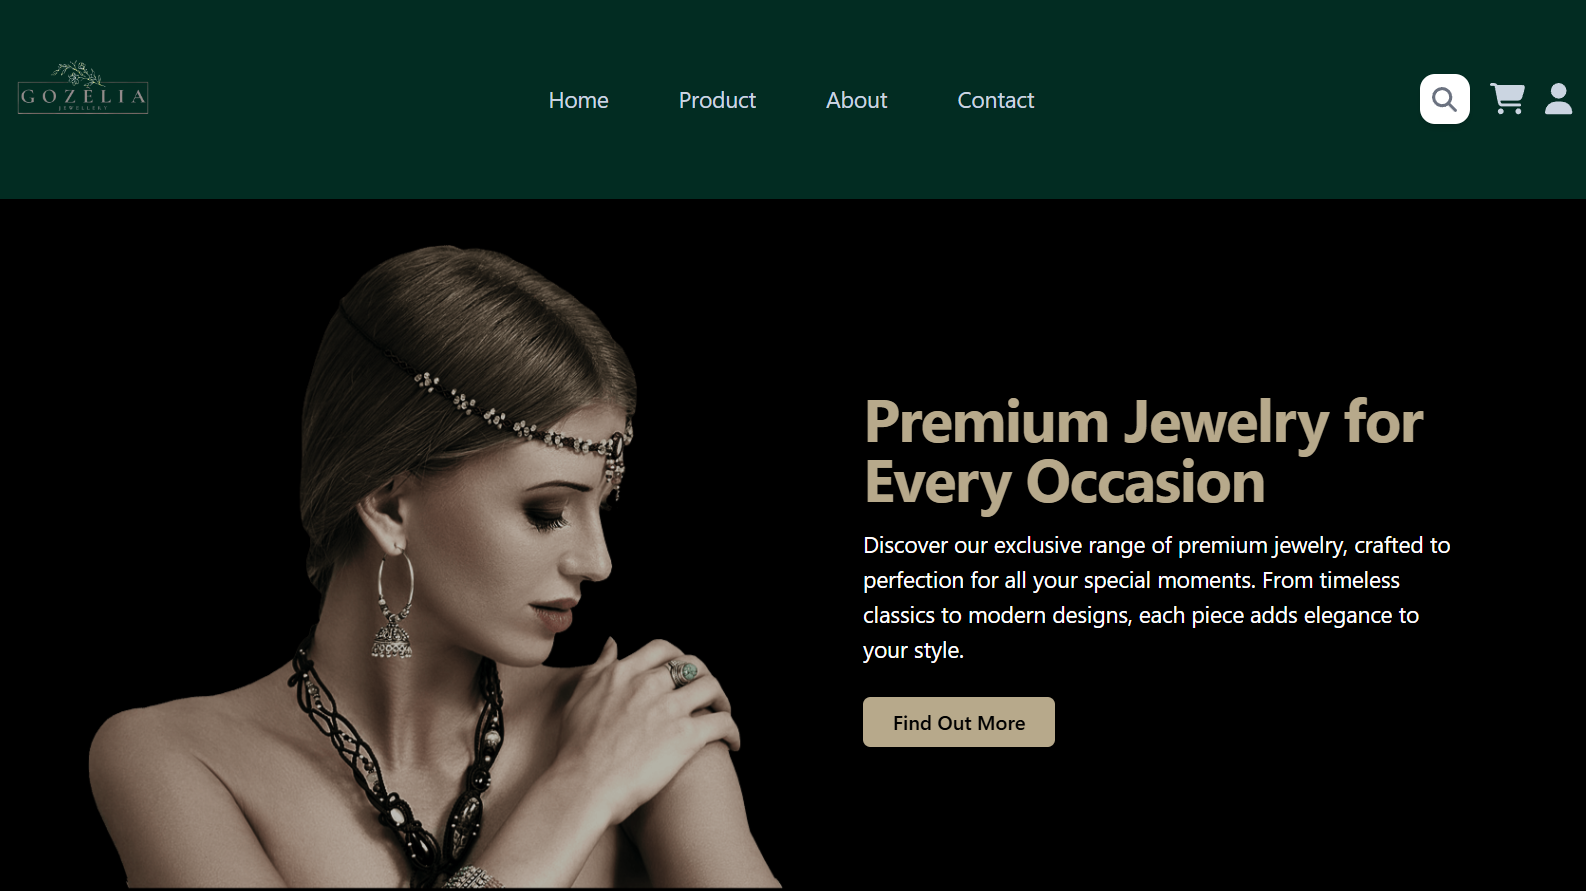 GOZELIA
JEWELLERY
Home
Product
About
Contact
Premium Jewelry for
Every Occasion
Discover our exclusive range of premium jewelry, crafted to
perfection for all your special moments. From timeless
classics to modern designs, each piece adds elegance to
your style.
Find Out More